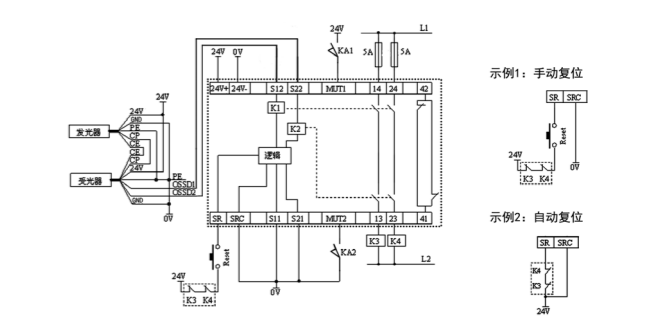 24V
L1
24V
0V
KA1
5A
5A
24V+
24V-
S12
S22
MUT1
14
24
42
示例1：手动复位
SR
SRC
Reset
24V
0V
K3
K4
24V
GND
PE
CP
CE
CE
CP
24V
PE
OSSD1
OSSD2
GND
0V
发光器
受光器
K1
K2
逻辑
SR
SRC
S11
S21
MUT2
13
23
41
Reset
24V
K3
K4
0V
KA2
K3
K4
L2
示例2：自动复位
SR
SRC
K4
K3
24V